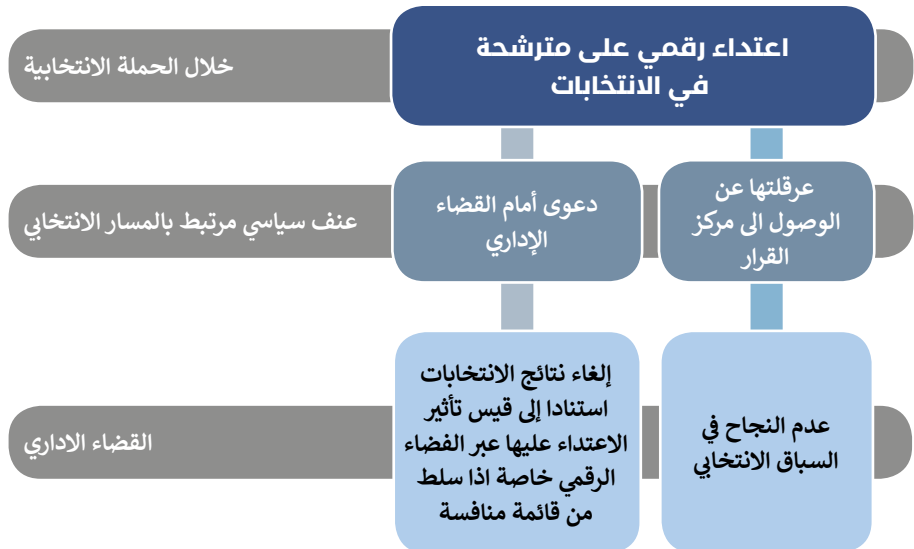 اعتداء رقمي على مترشحة
في الانتخابات
خلال الحملة الانتخابية
عرقلتها عن
الوصول الى مركز
القرار
دعوى أمام القضاء
الإداري
عنف سياسي مرتبط بالمسار الانتخابي
عدم النجاح في
السباق الانتخابي
إلغاء نتائج الانتخابات
استنادا إلى قيس تأثير
الاعتداء عليها عبر الفضاء
الرقمي خاصة اذا سلط
من قائمة منافسة
القضاء الاداري